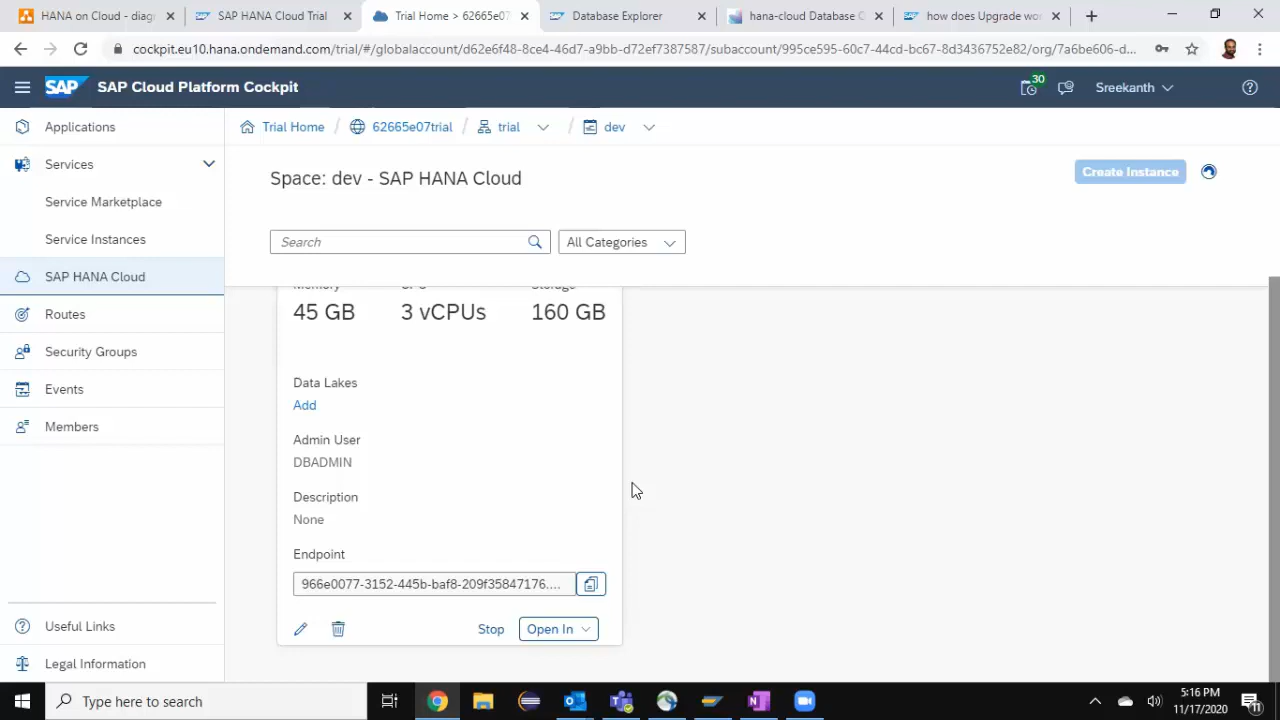 HANA on Cloud - diagr
SAP HANA Cloud Trial
Trial Home > 62665e07
Database Explorer
hana-cloud Database C
how does Upgrade wor
cockpit.eu10.hana.ondemand.com/trial/#/globalaccount/d62e6f48-8ce4-46d7-a9bb-d72ef7387587/subaccount/995ce595-60c7-44cd-bc67-8d3436752e82/org/7a6be606-d...
SAP SAP Cloud Platform Cockpit
30
Sreekanth
Applications
Services
Service Marketplace
Service Instances
SAP HANA Cloud
Routes
Security Groups
Events
Members
Useful Links
Legal Information
Trial Home / 62665e07trial / trial / dev
Space: dev - SAP HANA Cloud
Create Instance
Search
All Categories
Memory Storage
45 GB 3 vCPUs 160 GB
Data Lakes
Add
Admin User
DBADMIN
Description
None
Endpoint
966e0077-3152-445b-baf8-209f35847176....
Stop Open In
Type here to search
5:16 PM
11/17/2020
11